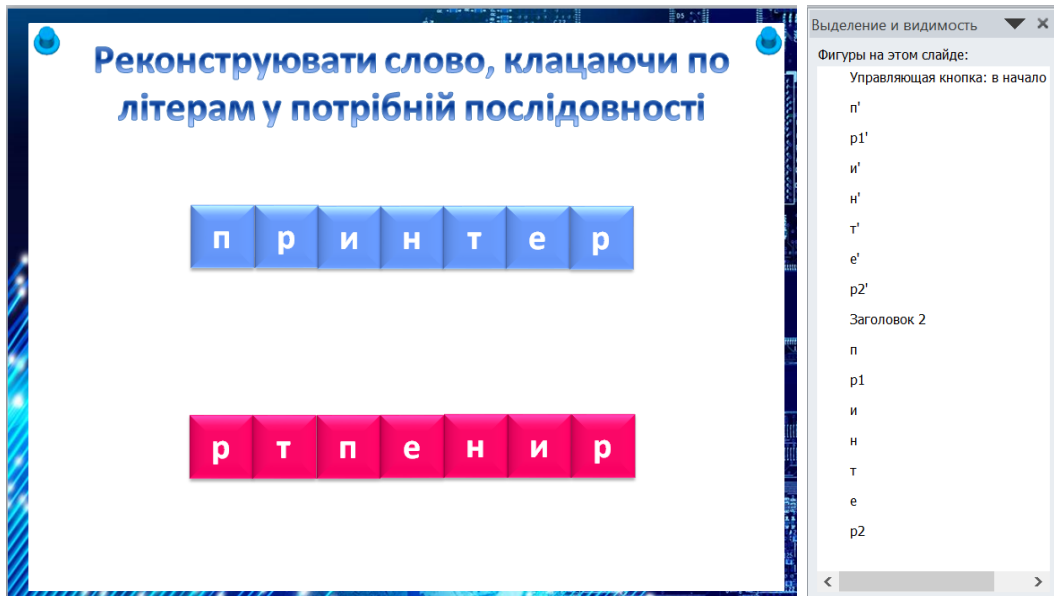 Реконструювати слово, клацаючи по
літерам у потрібній послідовності
п р и н т е р
р т п е н и р
Выделение и видимость
Фигуры на этом слайде:
Управляющая кнопка: в начало
п'
р1'
и'
н'
т'
е'
р2'
Заголовок 2
п
р1
и
н
т
е
р2